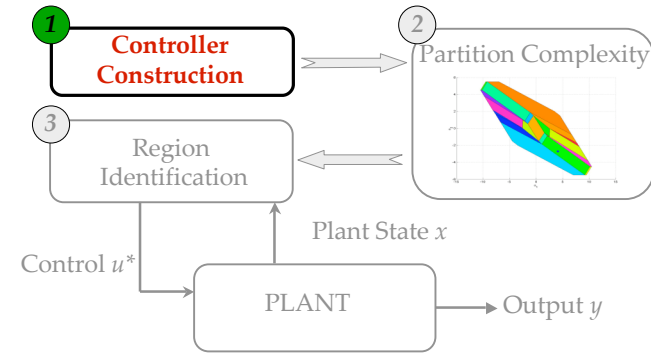 1
Controller
Construction
2
Partition Complexity
3
Region
Identification
Plant State x
Control u*
PLANT
Output y